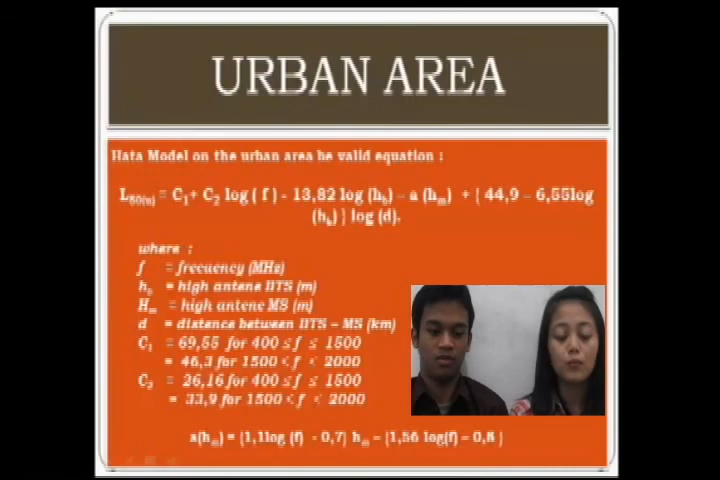 URBAN AREA
Hata Model on the urban area be valid equation :
L50(u) = C1+ C2 log ( f ) - 13,82 log (hb) – a (hm) + { 44,9 – 6,55log
(hb) } log (d).
where :
f = frecuency (MHz)
hb = high antene BTS (m)
Hm = high antene MS (m)
d = distance between BTS – MS (km)
C1 = 69,55 for 400 ≤ f ≤ 1500
= 46,3 for 1500 < f < 2000
C2 = 26,16 for 400 ≤ f ≤ 1500
= 33,9 for 1500 < f < 2000
a(hm) = {1,1log (f) - 0,7} hm – {1,56 log(f) – 0,8 }